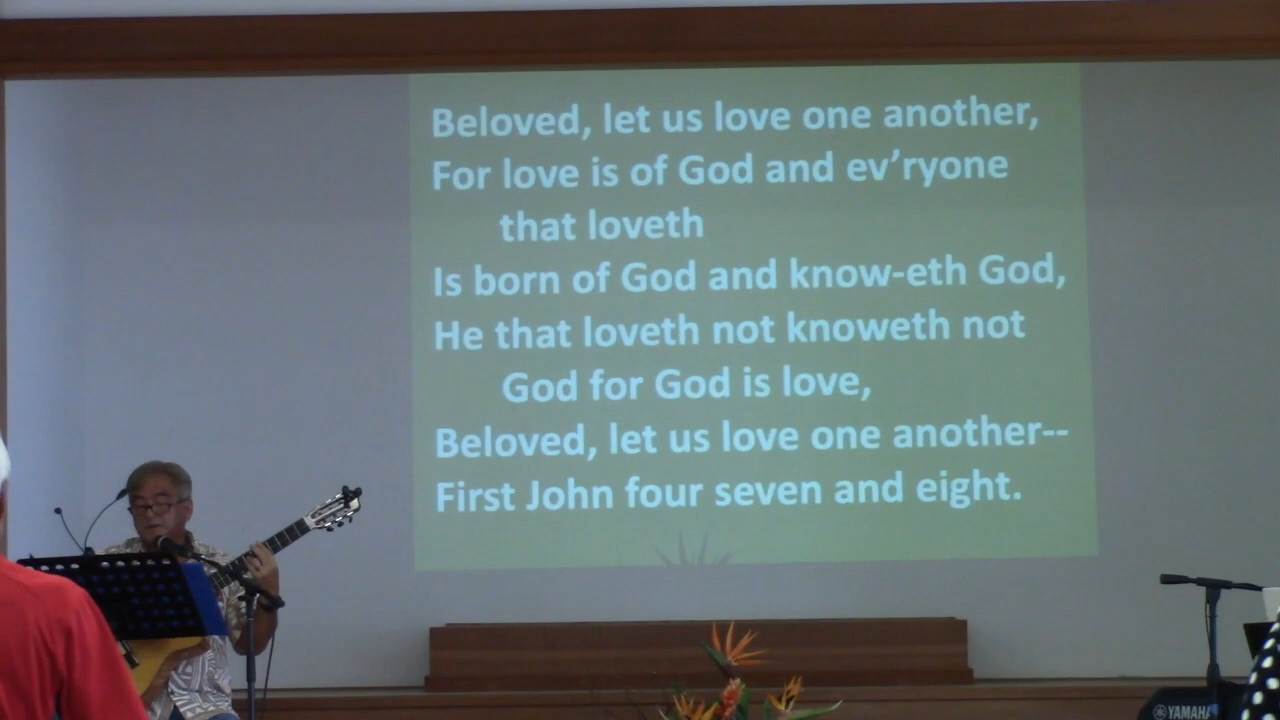 Beloved, let us love one another,
For love is of God and ev’ryone
that loveth
Is born of God and know-eth God,
He that loveth not knoweth not
God for God is love,
Beloved, let us love one another--
First John four seven and eight.
YAMAHA